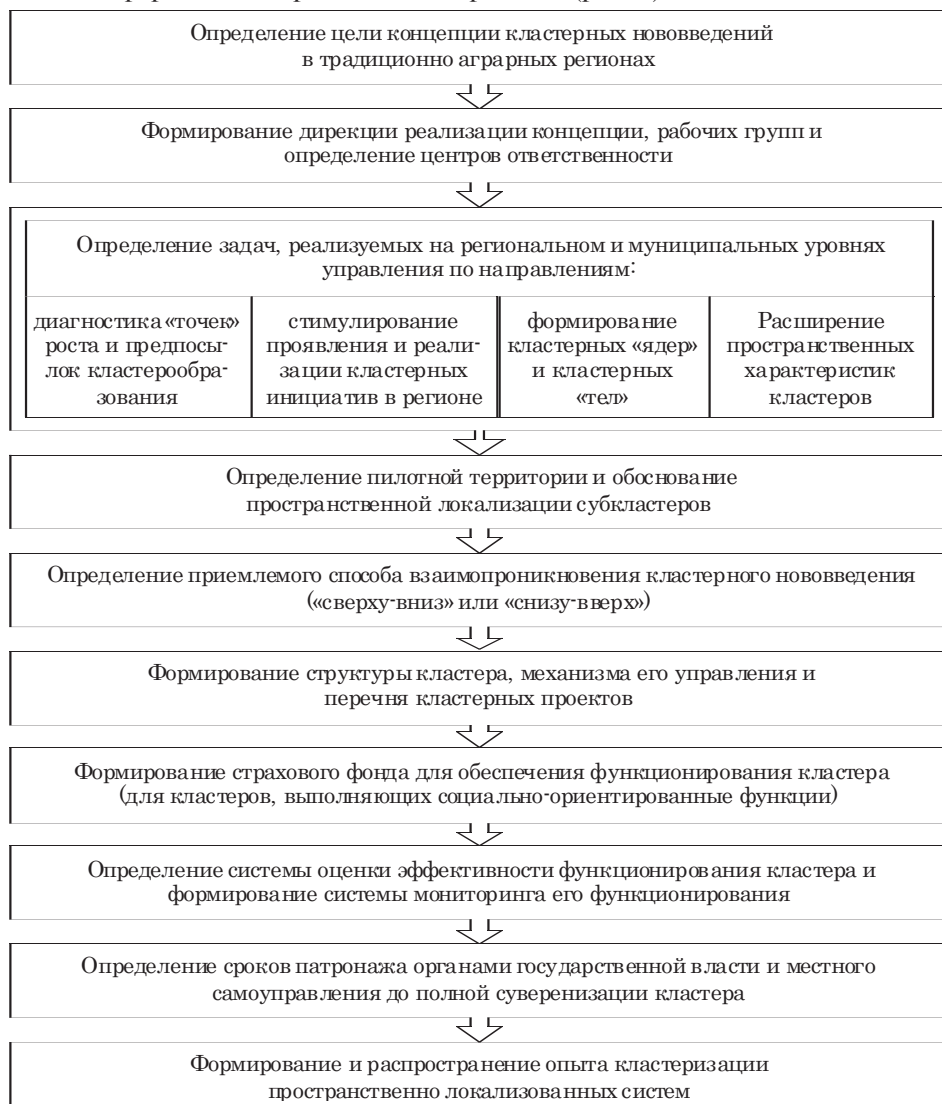 Определение цели концепции кластерных нововведений
в традиционно аграрных регионах
Формирование дирекции реализации концепции, рабочих групп и
определение центров ответственности
Определение задач, реализуемых на региональном и муниципальных уровнях
управления по направлениям:
диагностика «точек»
роста и предпосы-
лок кластерообра-
зования
стимулирование
проявления и реали-
зации кластерных
инициатив в регионе
формирование
кластерных «ядер»
и кластерных
«тел»
Расширение
пространственных
характеристик
кластеров
Определение пилотной территории и обоснование
пространственной локализации субкластеров
Определение приемлемого способа взаимопроникновения кластерного нововведения
(«сверху-вниз» или «снизу-вверх»)
Формирование структуры кластера, механизма его управления и
перечня кластерных проектов
Формирование страхового фонда для обеспечения функционирования кластера
(для кластеров, выполняющих социально-ориентированные функции)
Определение системы оценки эффективности функционирования кластера и
формирование системы мониторинга его функционирования
Определение сроков патронажа органами государственной власти и местного
самоуправления до полной суверенизации кластера
Формирование и распространение опыта кластеризации
пространственно локализованных систем